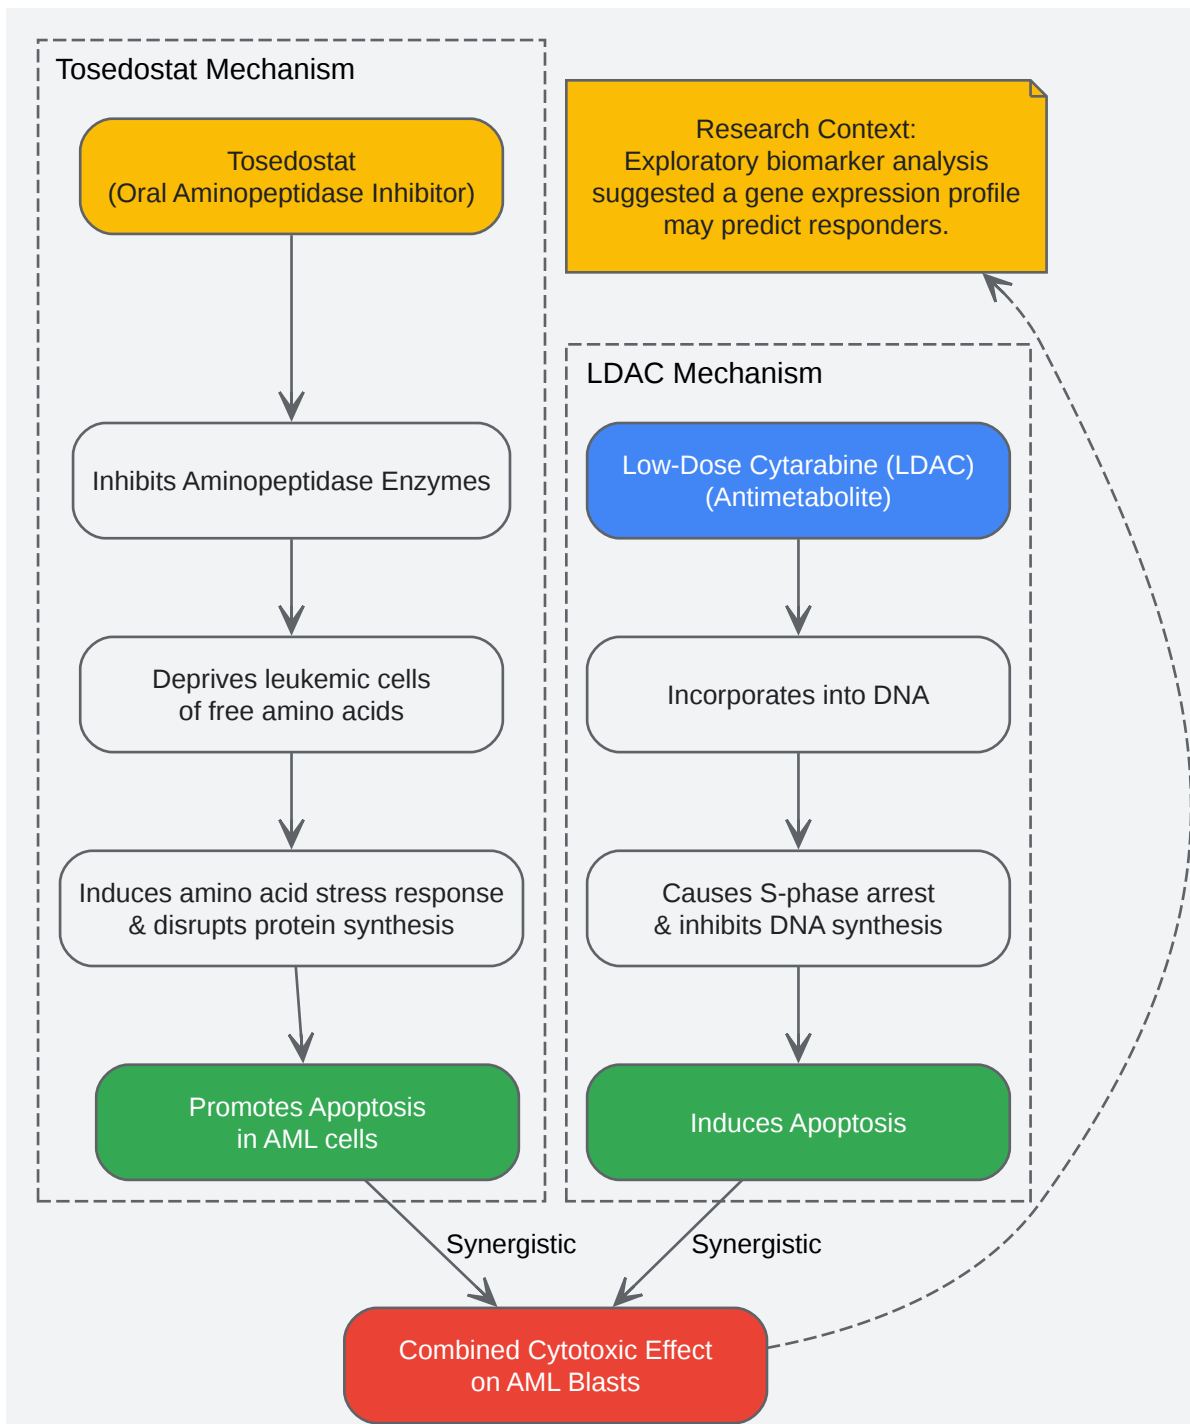 Tosedostat Mechanism
Tosedostat
(Oral Aminopeptidase Inhibitor)
Inhibits Aminopeptidase Enzymes
Deprives leukemic cells
of free amino acids
Induces amino acid stress response
& disrupts protein synthesis
Promotes Apoptosis
in AML cells
Research Context:
Exploratory biomarker analysis
suggested a gene expression profile
may predict responders.
LDAC Mechanism
Low-Dose Cytarabine (LDAC)
(Antimetabolite)
Incorporates into DNA
Causes S-phase arrest
& inhibits DNA synthesis
Induces Apoptosis
Synergistic
Synergistic
Combined Cytotoxic Effect
on AML Blasts